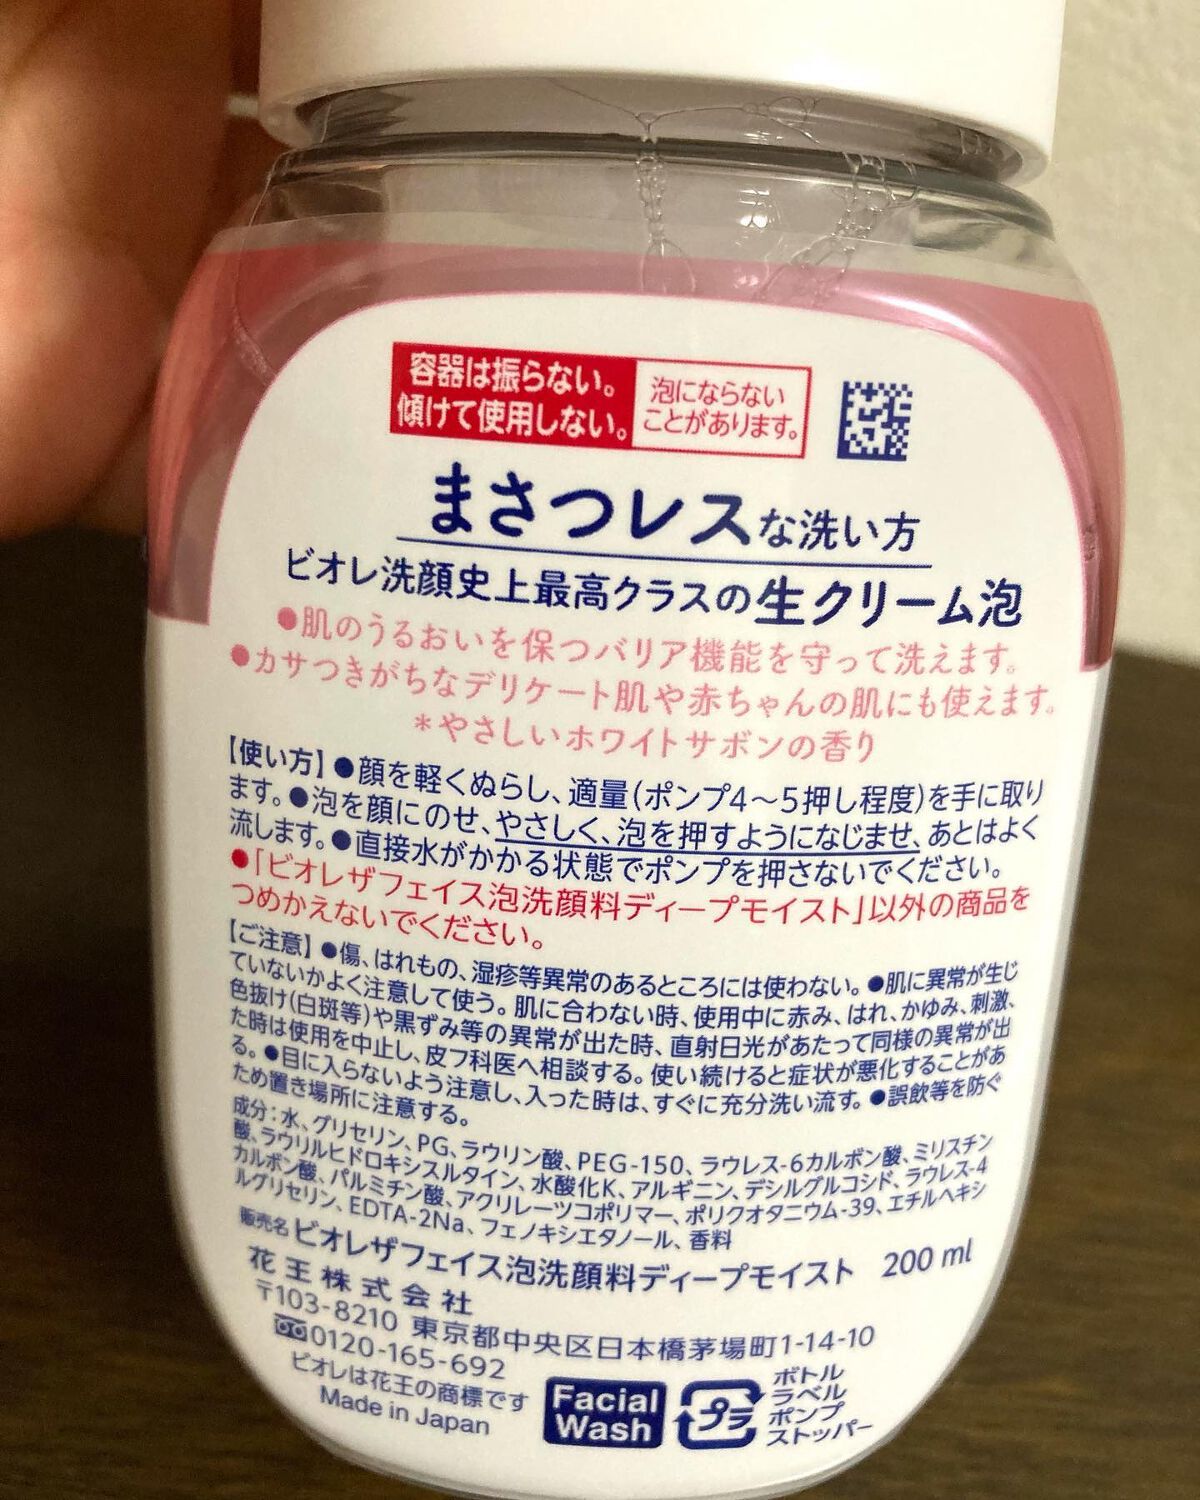 容器は振らない。
傾けて使用しない。
泡にならない
ことがあります。
まさつレスな洗い方
ビオレ洗顔史上最高クラスの生クリーム泡
●肌のうるおいを保つバリア機能を守って洗えます。
●カサつきがちなデリケート肌や赤ちゃんの肌にも使えます。
＊やさしいホワイトサボンの香り
【使い方】●顔を軽くぬらし、適量(ポンプ4〜5押し程度)を手に取り
ます。●泡を顔にのせ、やさしく、泡を押すようになじませ、あとはよく
流します。●直接水がかかる状態でポンプを押さないでください。
●「ビオレザフェイス泡洗顔料ディープモイスト」以外の商品を
つめかえないでください。
【ご注意】●傷、はれもの、湿疹等異常のあるところには使わない。●肌に異常が生じ
ていないかよく注意して使う。肌に合わない時、使用中に赤み、はれ、かゆみ、刺激、
色抜け(白斑等)や黒ずみ等の異常が出た時、直射日光があたって同様の異常が出
た時は使用を中止し、皮フ科医へ相談する。使い続けると症状が悪化することがあ
る。●目に入らないよう注意し、入った時は、すぐに充分洗い流す。●誤飲等を防ぐ
ため置き場所に注意する。
成分：水、グリセリン、PG、ラウリン酸、PEG-150、ラウレス-6カルボン酸、ミリスチン
酸、ラウリルヒドロキシスルタイン、水酸化K、アルギニン、デシルグルコシド、ラウレス-4
カルボン酸、パルミチン酸、アクリレーツコポリマー、ポリクオタニウム-39、エチルヘキシ
ルグリセリン、EDTA-2Na、フェノキシエタノール、香料
販売名 ビオレザフェイス泡洗顔料ディープモイスト 200 ml
花王株式会社
〒103-8210 東京都中央区日本橋茅場町1-14-10
0120-165-692
ビオレは花王の商標です
Made in Japan
Facial
Wash
プラ
ボトル
ラベル
ポンプ
ストッパー